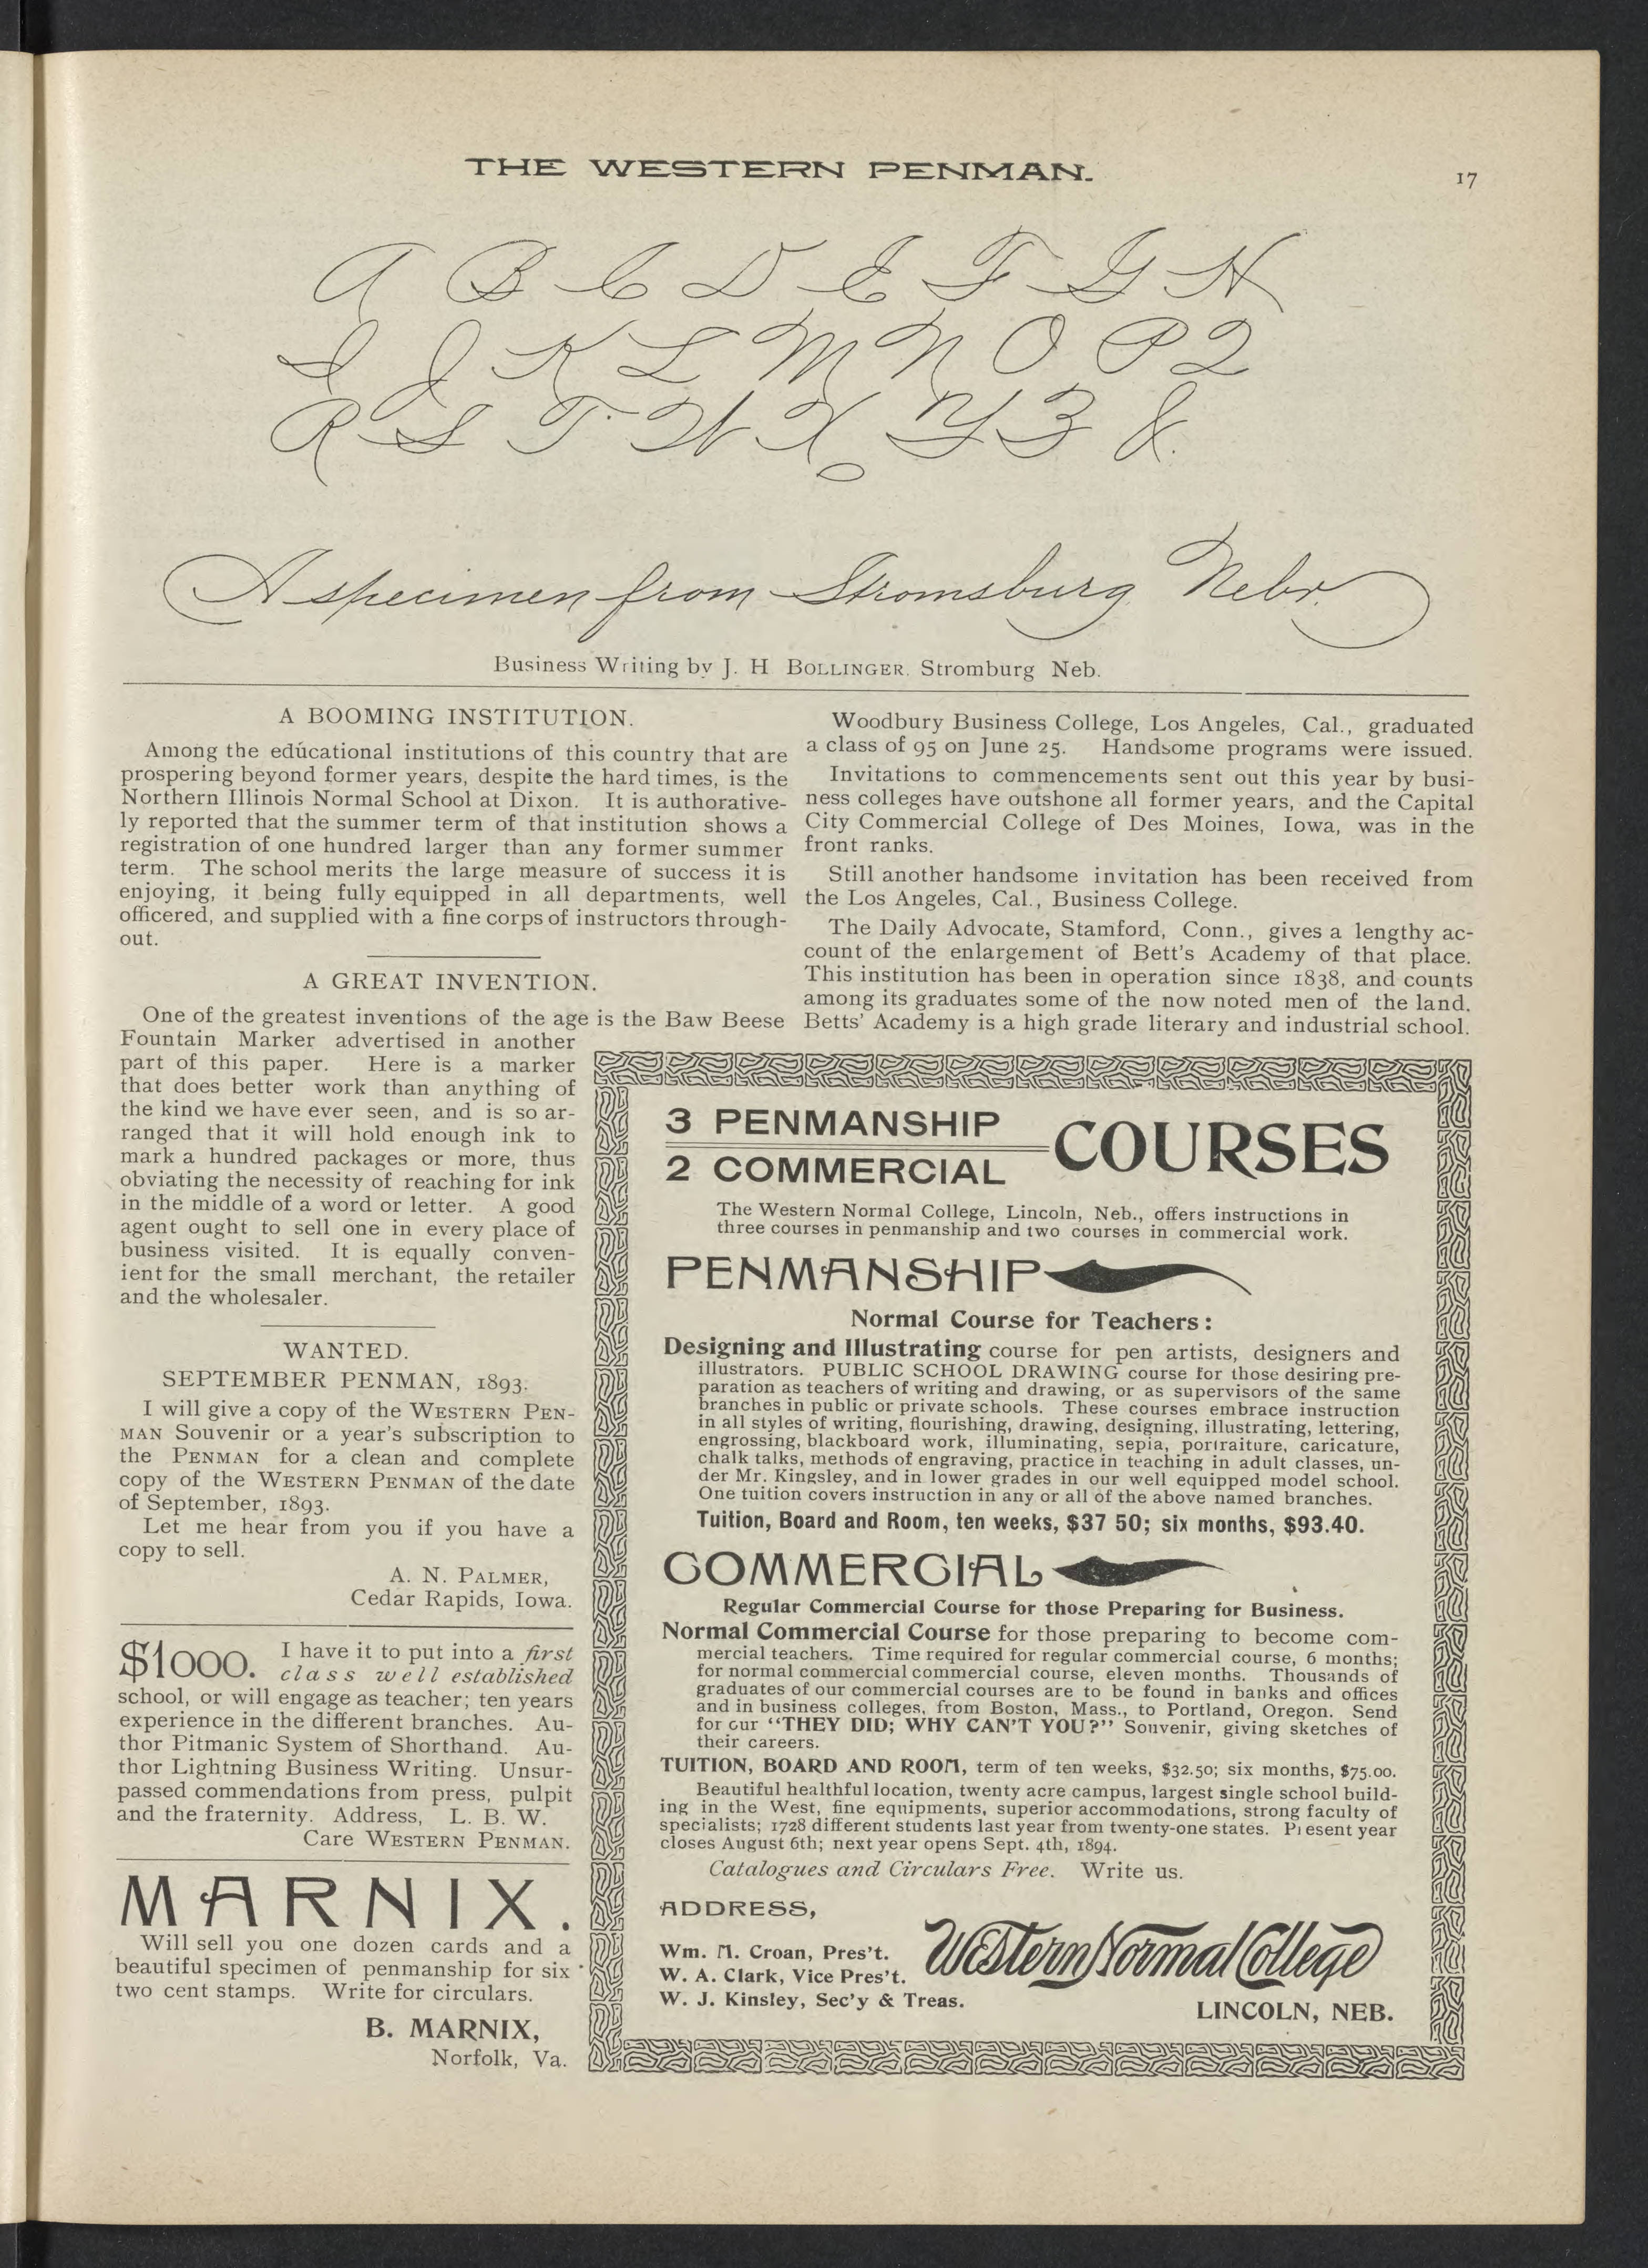 THE WESTERN PENMAN.
17
A B C D E F G H
I J K L M N O P Q
R S T W X Y Z &.
A specimen from Stromsburg Nebr.
Business Writing by J. H BOLLINGER. Stromburg Neb.
A BOOMING INSTITUTION.
Among the educational institutions of this country that are
prospering beyond former years, despite the hard times, is the
Northern Illinois Normal School at Dixon. It is authorative-
ly reported that the summer term of that institution shows a
registration of one hundred larger than any former summer
term. The school merits the large measure of success it is
enjoying, it being fully equipped in all departments, well
officered, and supplied with a fine corps of instructors through-
out.
A GREAT INVENTION.
One of the greatest inventions of the age is the Baw Beese
Fountain Marker advertised in another
part of this paper. Here is a marker
that does better work than anything of
the kind we have ever seen, and is so ar-
ranged that it will hold enough ink to
mark a hundred packages or more, thus
obviating the necessity of reaching for ink
in the middle of a word or letter. A good
agent ought to sell one in every place of
business visited. It is equally conven-
ient for the small merchant, the retailer
and the wholesaler.
WANTED.
SEPTEMBER PENMAN, 1893.
I will give a copy of the WESTERN PEN-
MAN Souvenir or a year's subscription to
the PENMAN for a clean and complete
copy of the WESTERN PENMAN of the date
of September, 1893.
Let me hear from you if you have a
copy to sell.
A. N. PALMER,
Cedar Rapids, Iowa.
$1000. I have it to put into a first
class well established
school, or will engage as teacher; ten years
experience in the different branches. Au-
thor Pitmanic System of Shorthand. Au-
thor Lightning Business Writing. Unsur-
passed commendations from press, pulpit
and the fraternity. Address, L. B. W.
Care WESTERN PENMAN.
MARNIX.
Will sell you one dozen cards and a
beautiful specimen of penmanship for six
two cent stamps. Write for circulars.
B. MARNIX,
Norfolk, Va.
Woodbury Business College, Los Angeles, Cal., graduated
a class of 95 on June 25. Handsome programs were issued.
Invitations to commencements sent out this year by busi-
ness colleges have outshone all former years, and the Capital
City Commercial College of Des Moines, Iowa, was in the
front ranks.
Still another handsome invitation has been received from
the Los Angeles, Cal., Business College.
The Daily Advocate, Stamford, Conn., gives a lengthy ac-
count of the enlargement of Bett's Academy of that place.
This institution has been in operation since 1838, and counts
among its graduates some of the now noted men of the land.
Betts' Academy is a high grade literary and industrial school.
3 PENMANSHIP
2 COMMERCIAL
COURSES
The Western Normal College, Lincoln, Neb., offers instructions in
three courses in penmanship and two courses in commercial work.
PENMANSHIP
Normal Course for Teachers:
Designing and Illustrating course for pen artists, designers and
illustrators. PUBLIC SCHOOL DRAWING course for those desiring pre-
paration as teachers of writing and drawing, or as supervisors of the same
branches in public or private schools. These courses embrace instruction
in all styles of writing, flourishing, drawing, designing, illustrating, lettering,
engrossing, blackboard work, illuminating, sepia, portraiture, caricature,
chalk talks, methods of engraving, practice in teaching in adult classes, un-
der Mr. Kingsley, and in lower grades in our well equipped model school.
One tuition covers instruction in any or all of the above named branches.
Tuition, Board and Room, ten weeks, $37 50; six months, $93.40.
COMMERCIAL
Regular Commercial Course for those Preparing for Business.
Normal Commercial Course for those preparing to become com-
mercial teachers. Time required for regular commercial course, 6 months;
for normal commercial commercial course, eleven months. Thousands of
graduates of our commercial courses are to be found in banks and offices
and in business colleges, from Boston, Mass., to Portland, Oregon. Send
for our "THEY DID; WHY CAN'T YOU?" Souvenir, giving sketches of
their careers.
TUITION, BOARD AND ROOM, term of ten weeks, $32.50; six months, $75.00.
Beautiful healthful location, twenty acre campus, largest single school build-
ing in the West, fine equipments, superior accommodations, strong faculty of
specialists; 1728 different students last year from twenty-one states. Present year
closes August 6th; next year opens Sept. 4th, 1894.
Catalogues and Circulars Free. Write us.
ADDRESS,
Wm. M. Croan, Pres't.
W. A. Clark, Vice Pres't.
W. J. Kinsley, Sec'y & Treas.
Western Normal College
LINCOLN, NEB.